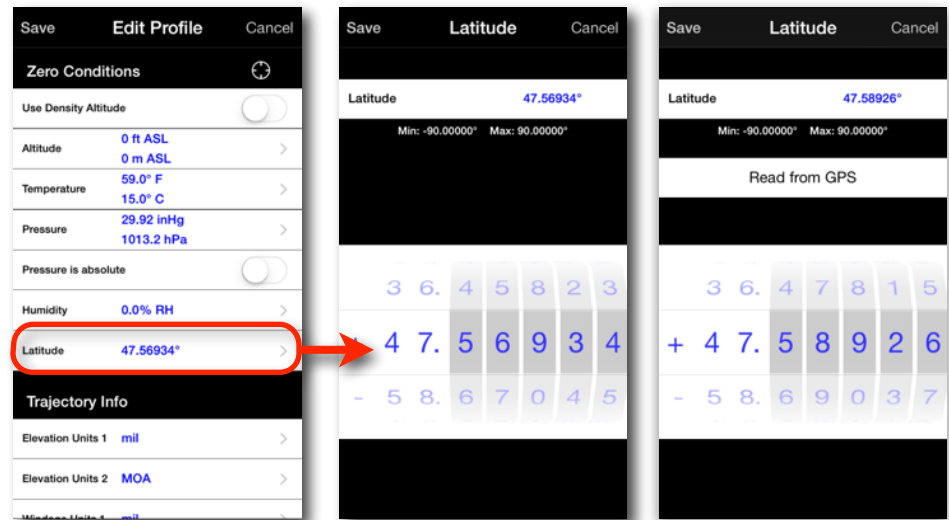 Save Edit Profile Cancel
Zero Conditions
Use Density Altitude
Altitude 0 ft ASL
0 m ASL
Temperature 59.0° F
15.0° C
Pressure 29.92 inHg
1013.2 hPa
Pressure is absolute
Humidity 0.0% RH
Latitude 47.56934°
Trajectory Info
Elevation Units 1 mil
Elevation Units 2 MOA
Windage Units 1 mil
Save Latitude Cancel
Latitude 47.56934°
Min: -90.00000° Max: 90.00000°
3 6. 4 5 8 2 3
+ 4 7. 5 6 9 3 4
- 5 8. 6 7 0 4 5
Save Latitude Cancel
Latitude 47.58926°
Min: -90.00000° Max: 90.00000°
Read from GPS
3 6. 4 7 8 1 5
+ 4 7. 5 8 9 2 6
- 5 8. 6 9 0 3 7